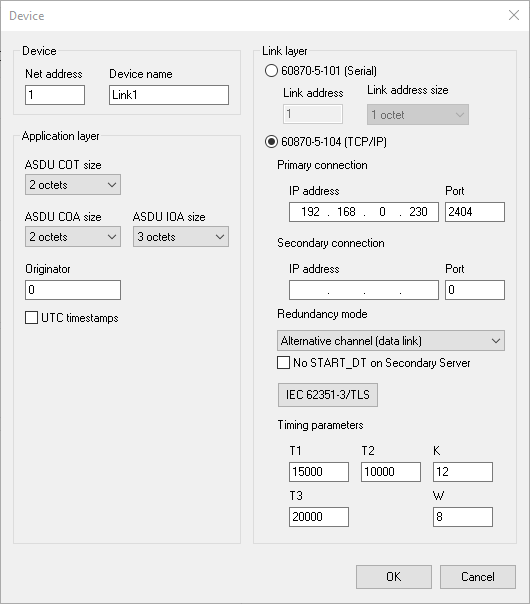 Device
Device
Net address
Device name
1
Link1
Application layer
ASDU COT size
2 octets
ASDU COA size
ASDU IOA size
2 octets
3 octets
Originator
0
UTC timestamps
Link layer
60870-5-101 (Serial)
Link address
Link address size
1
1 octet
60870-5-104 (TCP/IP)
Primary connection
IP address
Port
192 . 168 . 0 . 230
2404
Secondary connection
IP address
Port
. . .
0
Redundancy mode
Alternative channel (data link)
No START_DT on Secondary Server
IEC 62351-3/TLS
Timing parameters
T1
T2
K
15000
10000
12
T3
W
20000
8
OK
Cancel